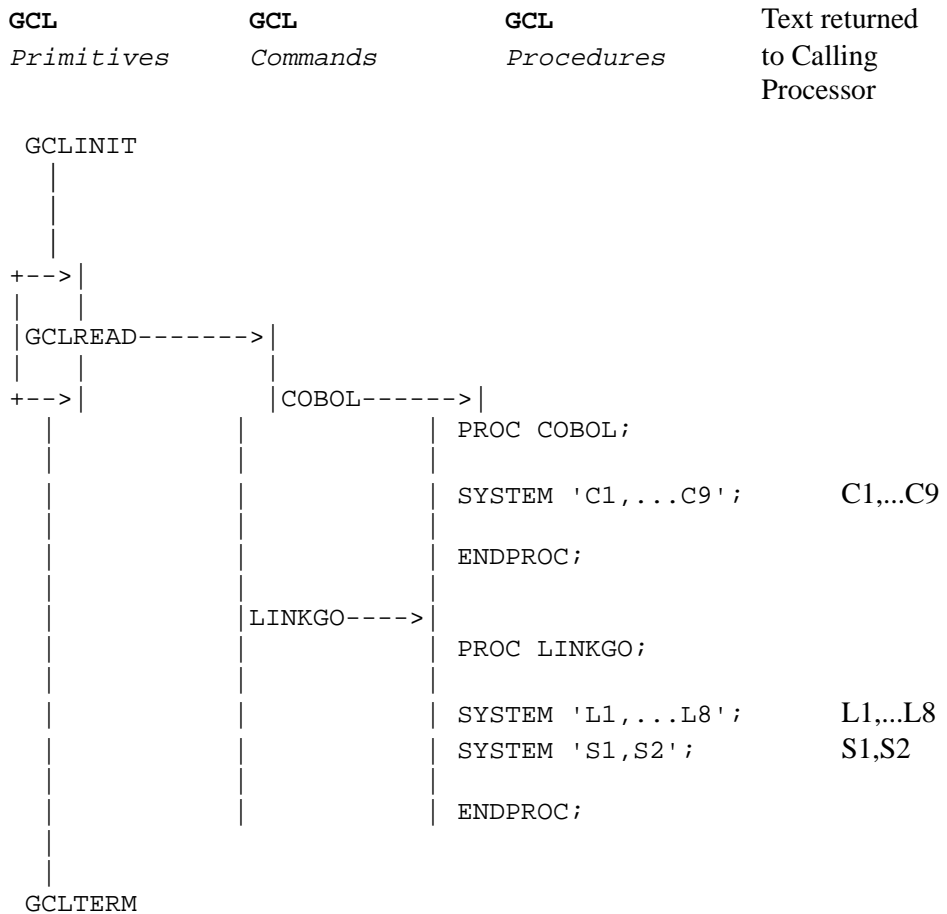 GCL GCL GCL Text returned
Primitives Commands Procedures to Calling
Processor
GCLINIT
|
|
|
+-->|
| |
|GCLREAD------->|
| | |
+-->| |COBOL------>|
| | | PROC COBOL;
| | |
| | | SYSTEM 'C1,...C9'; C1,...C9
| | |
| | | ENDPROC;
| | |
| |LINKGO---->|
| | | PROC LINKGO;
| | |
| | | SYSTEM 'L1,...L8'; L1,...L8
| | | SYSTEM 'S1,S2'; S1,S2
| | |
| | | ENDPROC;
|
|
GCLTERM